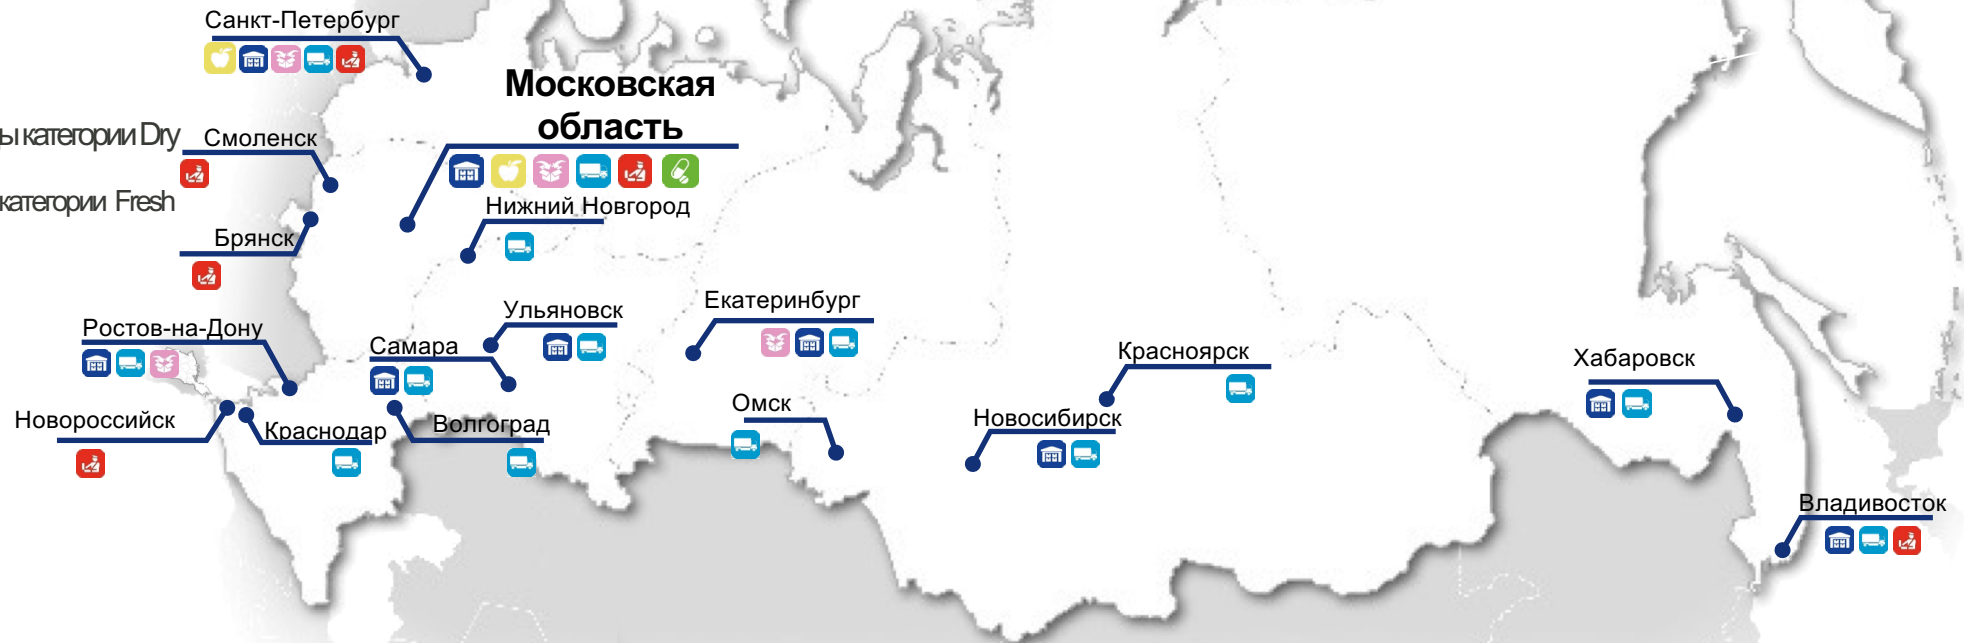 Санкт-Петербург
Московская
область
ы категории Dry
Смоленск
категории Fresh
Нижний Новгород
Брянск
Екатеринбург
Ульяновск
Ростов-на-Дону
Самара
Красноярск
Хабаровск
Омск
Новосибирск
Новороссийск
Краснодар
Волгоград
Владивосток